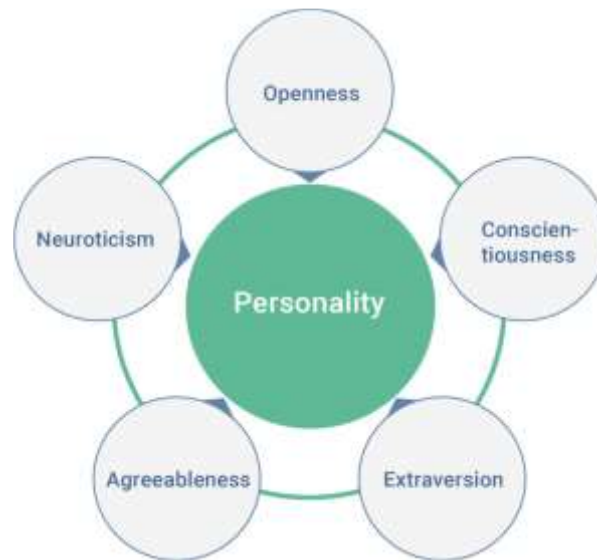 Openness
Neuroticism
Conscien-
tiousness
Personality
Agreeableness
Extraversion